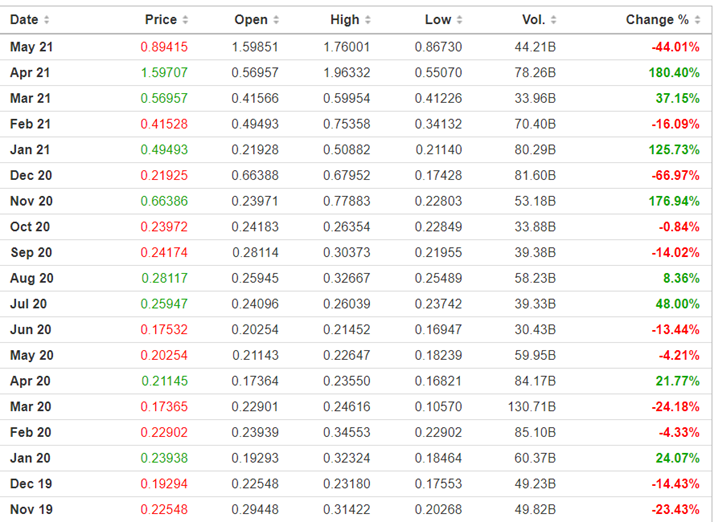 Date Price Open High Low Vol. Change %
May 21 0.89415 1.59851 1.76001 0.86730 44.21B -44.01%
Apr 21 1.59707 0.56957 1.96332 0.55070 78.26B 180.40%
Mar 21 0.56957 0.41566 0.59954 0.41226 33.96B 37.15%
Feb 21 0.41528 0.49493 0.75358 0.34132 70.40B -16.09%
Jan 21 0.49493 0.21928 0.50882 0.21140 80.29B 125.73%
Dec 20 0.21925 0.66388 0.67952 0.17428 81.60B -66.97%
Nov 20 0.66386 0.23971 0.77883 0.22803 53.18B 176.94%
Oct 20 0.23972 0.24183 0.26354 0.22849 33.88B -0.84%
Sep 20 0.24174 0.28114 0.30373 0.21955 39.38B -14.02%
Aug 20 0.28117 0.25945 0.32667 0.25489 58.23B 8.36%
Jul 20 0.25947 0.24096 0.26039 0.23742 39.33B 48.00%
Jun 20 0.17532 0.20254 0.21452 0.16947 30.43B -13.44%
May 20 0.20254 0.21143 0.22647 0.18239 59.95B -4.21%
Apr 20 0.21145 0.17364 0.23550 0.16821 84.17B 21.77%
Mar 20 0.17365 0.22901 0.24616 0.10570 130.71B -24.18%
Feb 20 0.22902 0.23939 0.34553 0.22902 85.10B -4.33%
Jan 20 0.23938 0.19293 0.32324 0.18464 60.37B 24.07%
Dec 19 0.19294 0.22548 0.23180 0.17553 49.23B -14.43%
Nov 19 0.22548 0.29448 0.31422 0.20268 49.82B -23.43%